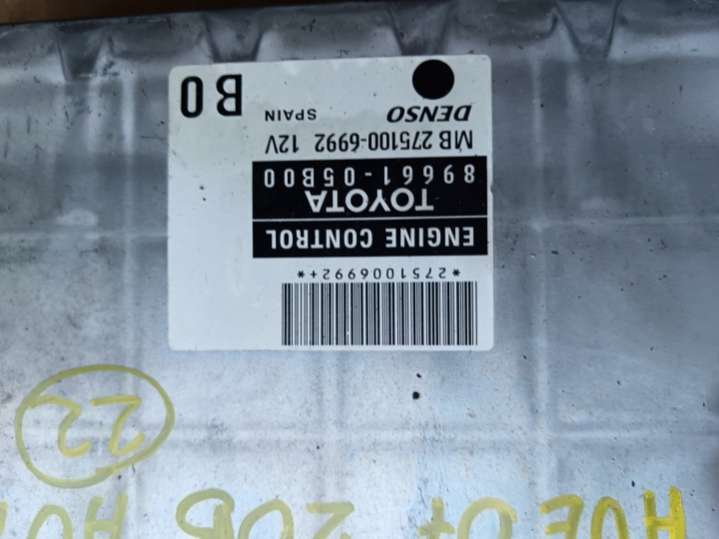 *2751006992+*
ENGINE CONTROL
TOYOTA
89661-05B00
MB 275100-6992 12V
DENSO SPAIN
B0
22